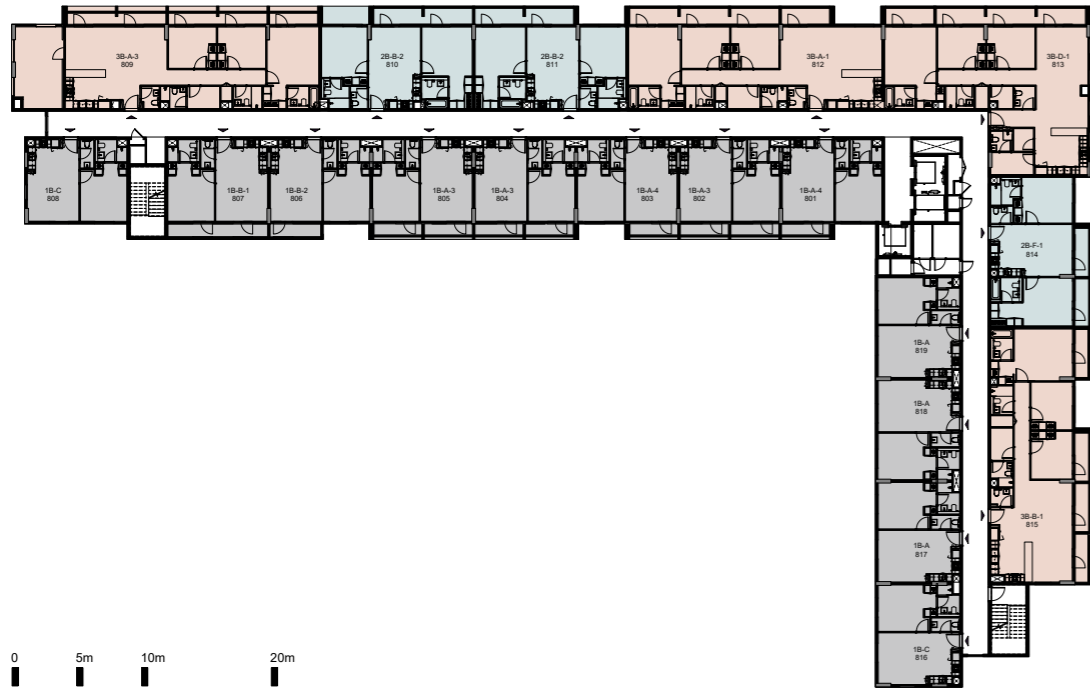 3B-A-3
809
2B-B-2
810
2B-B-2
811
3B-A-1
812
3B-D-1
813
1B-C
808
1B-B-1
807
1B-B-2
806
1B-A-3
805
1B-A-3
804
1B-A-4
803
1B-A-3
802
1B-A-4
801
2B-F-1
814
1B-A
819
1B-A
818
3B-B-1
815
1B-A
817
1B-C
816
0 5m 10m 20m